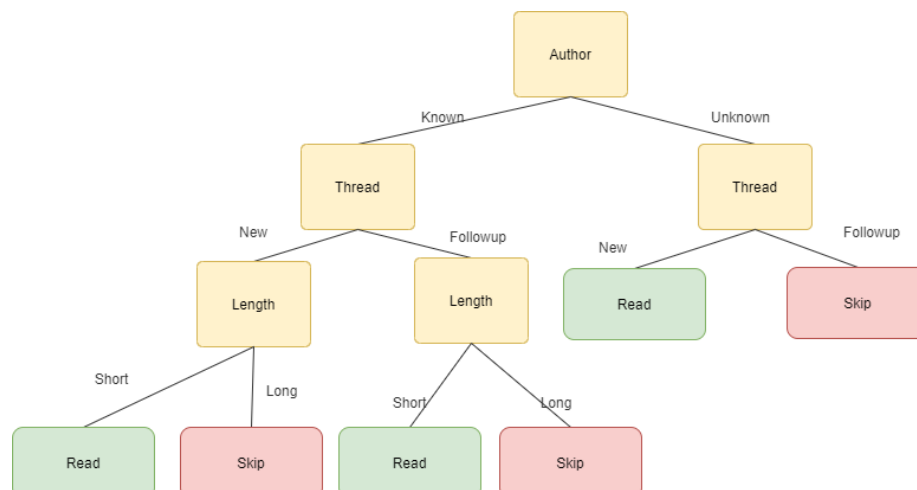 Author
Known
Unknown
Thread
Thread
New
Followup
New
Followup
Length
Length
Read
Skip
Short
Long
Short
Long
Read
Skip
Read
Skip